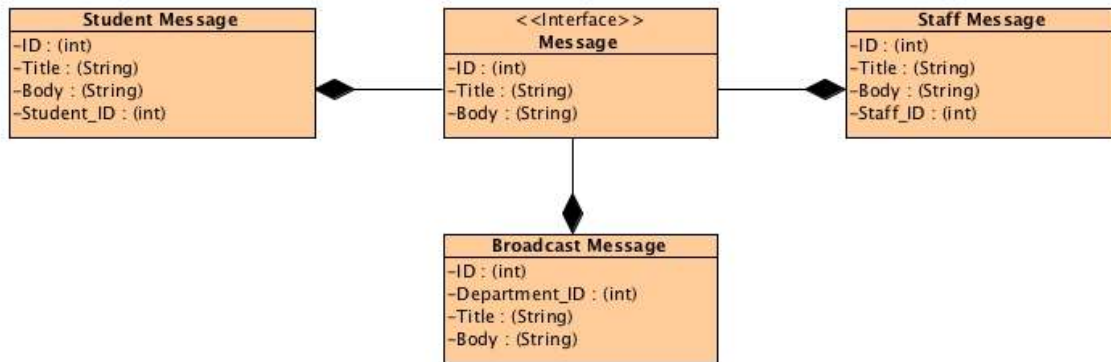 Student Message
-ID : (int)
-Title : (String)
-Body : (String)
-Student_ID : (int)
<<Interface>>
Message
-ID : (int)
-Title : (String)
-Body : (String)
Staff Message
-ID : (int)
-Title : (String)
-Body : (String)
-Staff_ID : (int)
Broadcast Message
-ID : (int)
-Department_ID : (int)
-Title : (String)
-Body : (String)